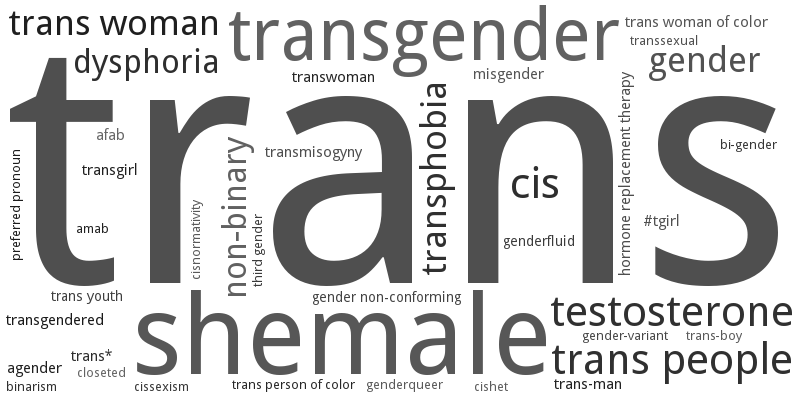 trans woman
transgender
trans woman of color
transsexual
dysphoria
transwoman
misgender
gender
trans
afab
transphobia
hormone replacement therapy
non-binary
transmisogyny
bi-gender
preferred pronoun
transgirl
cis
cisnormativity
third gender
#tgirl
amab
genderfluid
trans youth
shemale
gender non-conforming
testosterone
transgendered
gender-variant
trans-boy
trans*
trans people
agender
closeted
binarism
cissexism
trans person of color
genderqueer
cishet
trans-man